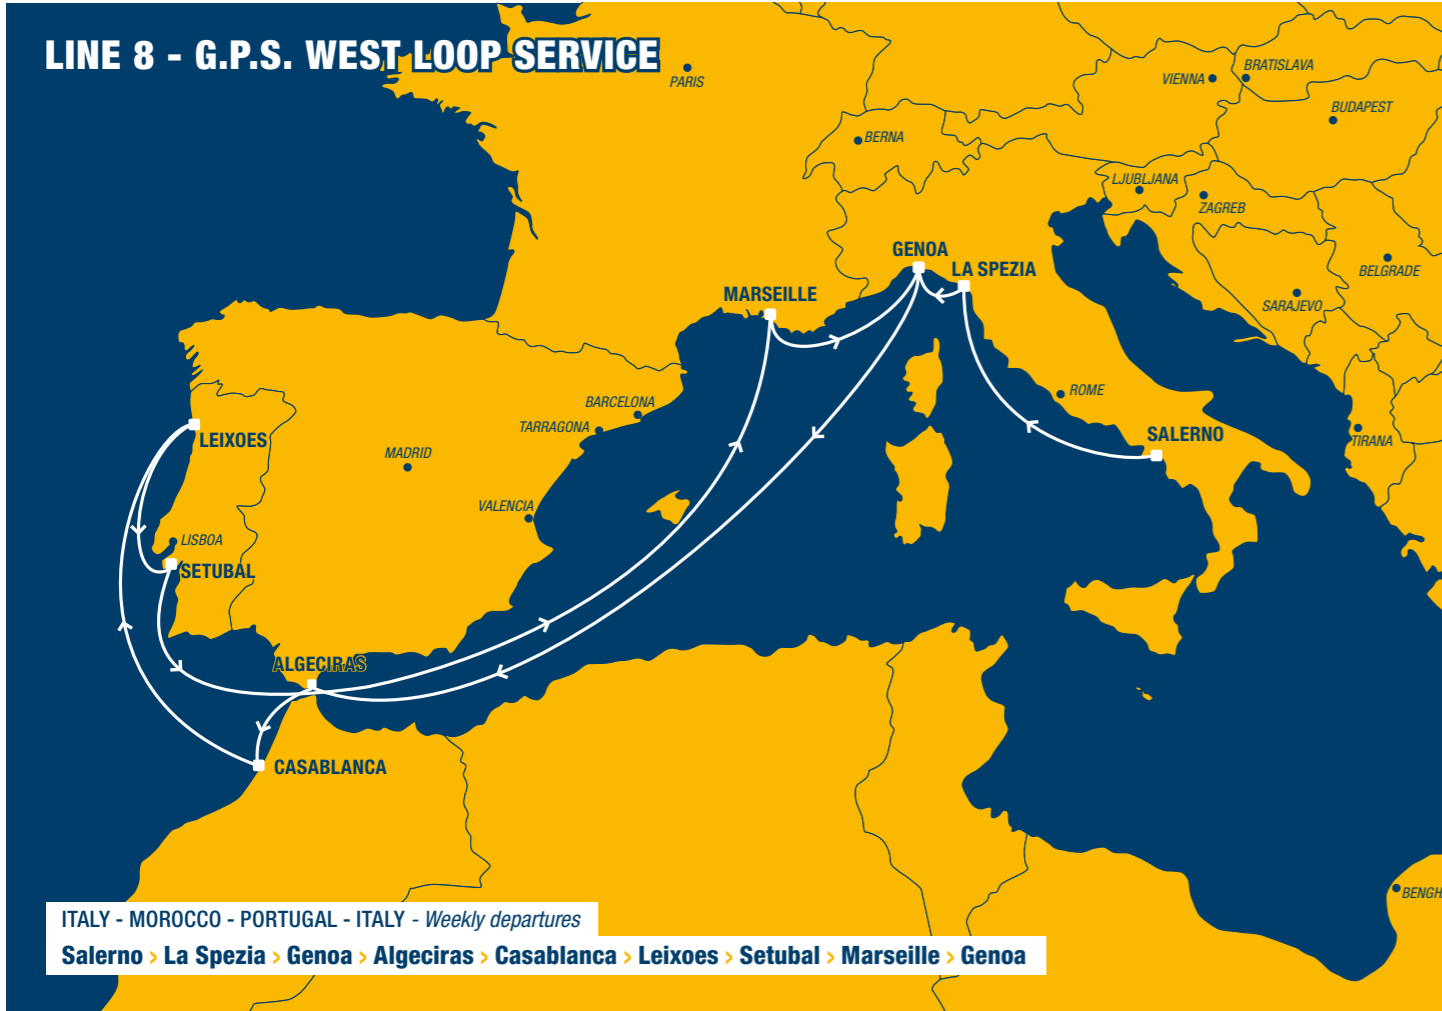 LINE 8 - G.P.S. WEST LOOP SERVICE
PARIS
VIENNA
BRATISLAVA
BUDAPEST
BERNA
LJUBLJANA
ZAGREB
GENOA
LA SPEZIA
BELGRADE
MARSEILLE
SARAJEVO
ROME
BARCELONA
TARRAGONA
LEIXOES
MADRID
SALERNO
TIRANA
VALENCIA
LISBOA
SETUBAL
ALGECIRAS
CASABLANCA
BENGH
ITALY - MOROCCO - PORTUGAL - ITALY - Weekly departures
Salerno › La Spezia › Genoa › Algeciras › Casablanca › Leixoes › Setubal › Marseille › Genoa